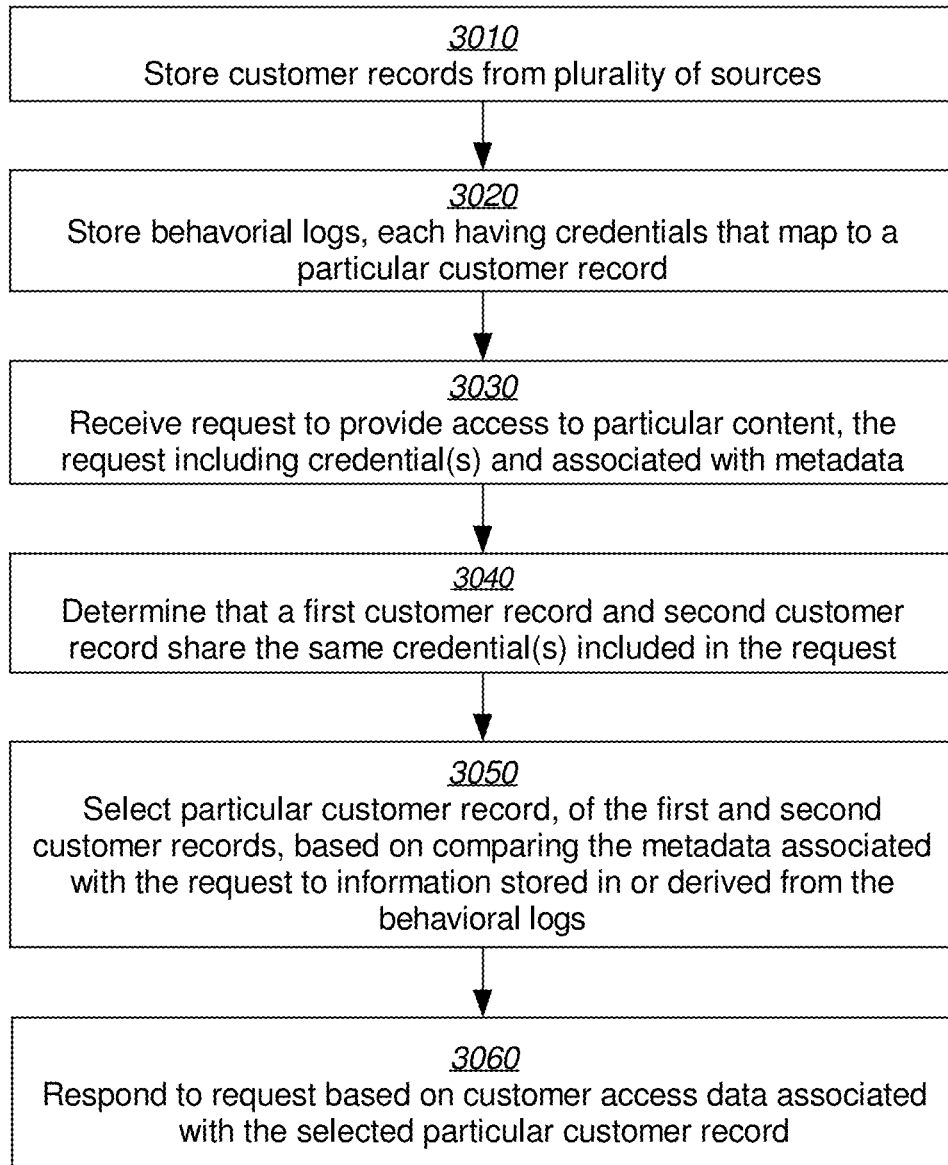 3010
Store customer records from plurality of sources
3020
Store behavorial logs, each having credentials that map to a
particular customer record
3030
Receive request to provide access to particular content, the
request including credential(s) and associated with metadata
3040
Determine that a first customer record and second customer
record share the same credential(s) included in the request
3050
Select particular customer record, of the first and second
customer records, based on comparing the metadata associated
with the request to information stored in or derived from the
behavioral logs
3060
Respond to request based on customer access data associated
with the selected particular customer record